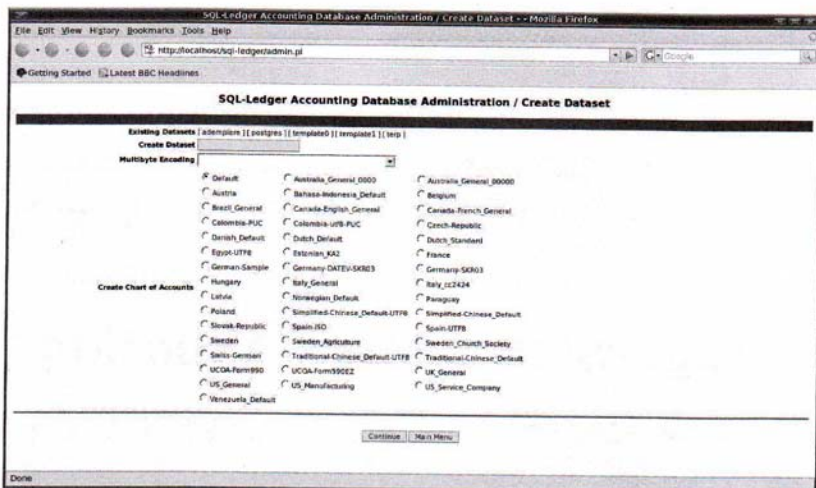 SQL-Ledger Accounting Database Administration / Create Dataset - - Mozilla Firefox
File Edit View History Bookmarks Tools Help
http://localhost/sql-ledger/admin.pl
Google
Getting Started Latest BBC Headlines
SQL-Ledger Accounting Database Administration / Create Dataset
Existing Datasets [ adempiere ] [ postgres ] [ template0 ] [ template1 ] [ terp ]
Create Dataset
Multibyte Encoding
Default Australia_General_0000 Australia_General_00000
Austria Bahasa-Indonesia_Default Belgium
Brazil_General Canada-English_General Canada-French_General
Colombia-PUC Colombia-utf8-PUC Czech-Republic
Danish_Default Dutch_Default Dutch_Standard
Egypt-UTF8 Estonian_KA2 France
German-Sample Germany-DATEV-SKR03 Germany-SKR03
Create Chart of Accounts Hungary Italy_General Italy_cc2424
Latvia Norwegian_Default Paraguay
Poland Simplified-Chinese_Default-UTF8 Simplified-Chinese_Default
Slovak-Republic Spain-ISO Spain-UTF8
Sweden Sweden_Agriculture Sweden_Church_Society
Swiss-German Traditional-Chinese_Default-UTF8 Traditional-Chinese_Default
UCOA-Form990 UCOA-Form990EZ UK_General
US_General US_Manufacturing US_Service_Company
Venezuela_Default
Continue Main Menu
Done